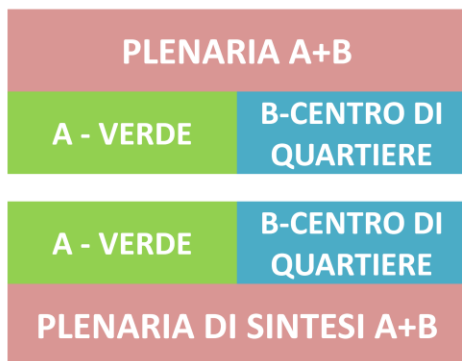 PLENARIA A+B
A - VERDE
B-CENTRO DI
QUARTIERE
A - VERDE
B-CENTRO DI
QUARTIERE
PLENARIA DI SINTESI A+B